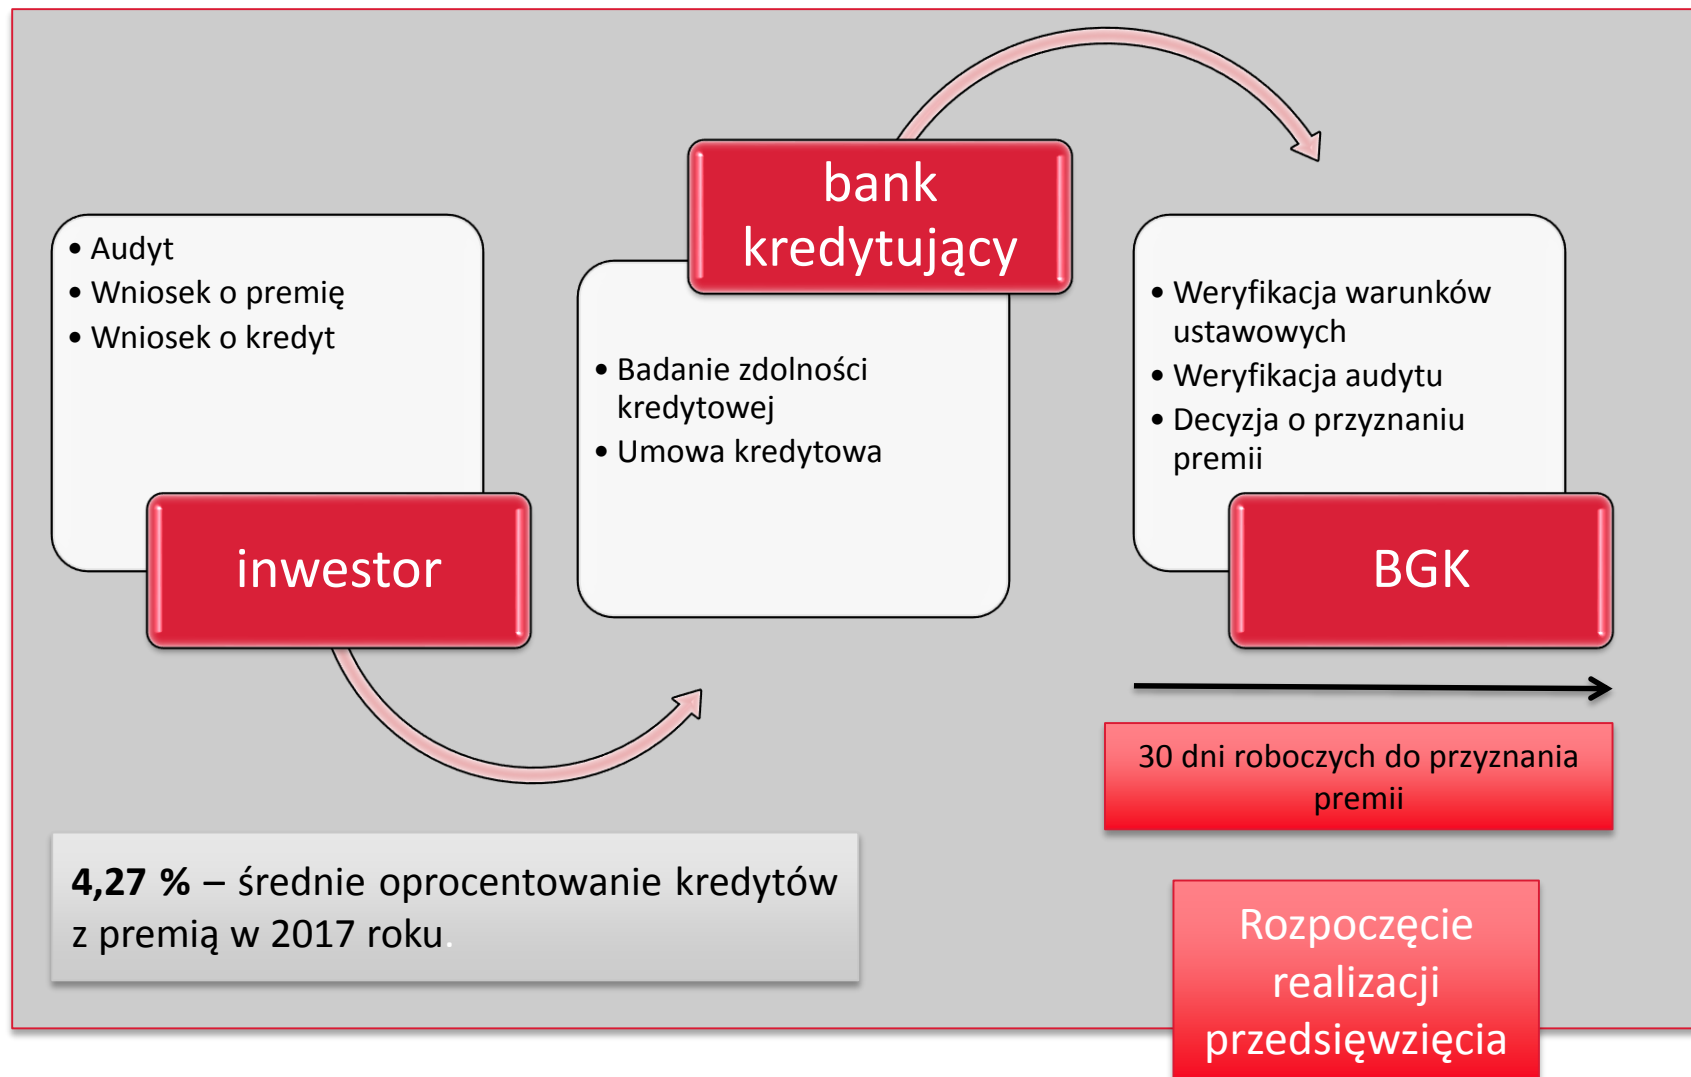 • Audyt
• Wniosek o premię
• Wniosek o kredyt
inwestor
bank
kredytujący
• Badanie zdolności
kredytowej
• Umowa kredytowa
• Weryfikacja warunków
ustawowych
• Weryfikacja audytu
• Decyzja o przyznaniu
premii
BGK
30 dni roboczych do przyznania
premii
4,27 % – średnie oprocentowanie kredytów
z premią w 2017 roku.
Rozpoczęcie
realizacji
przedsięwzięcia